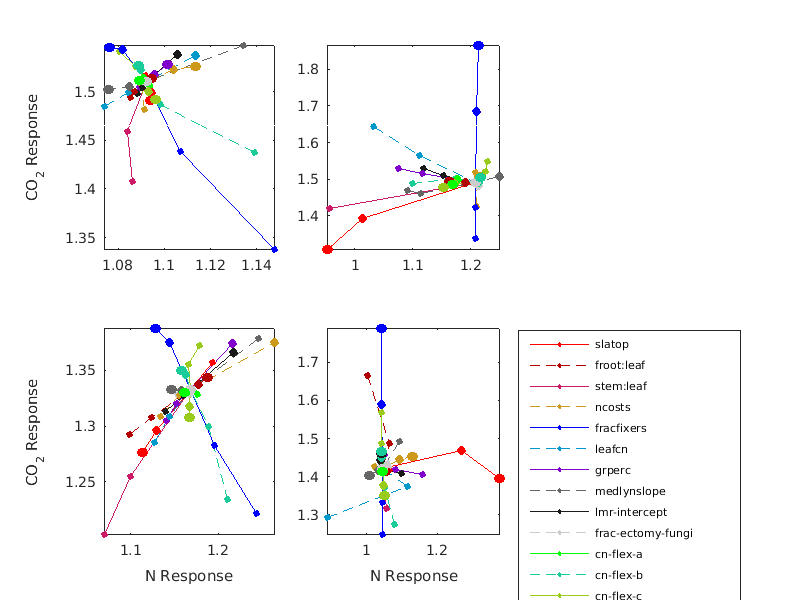 CO2 Response
1.5
1.45
1.4
1.35
1.08
1.1
1.12
1.14
1.8
1.7
1.6
1.5
1.4
1
1.1
1.2
CO2 Response
1.35
1.3
1.25
1.1
1.2
N Response
1.7
1.6
1.5
1.4
1.3
1
1.2
N Response
slatop
froot:leaf
stem:leaf
ncosts
fracfixers
leafcn
grperc
medlynslope
lmr-intercept
frac-ectomy-fungi
cn-flex-a
cn-flex-b
cn-flex-c